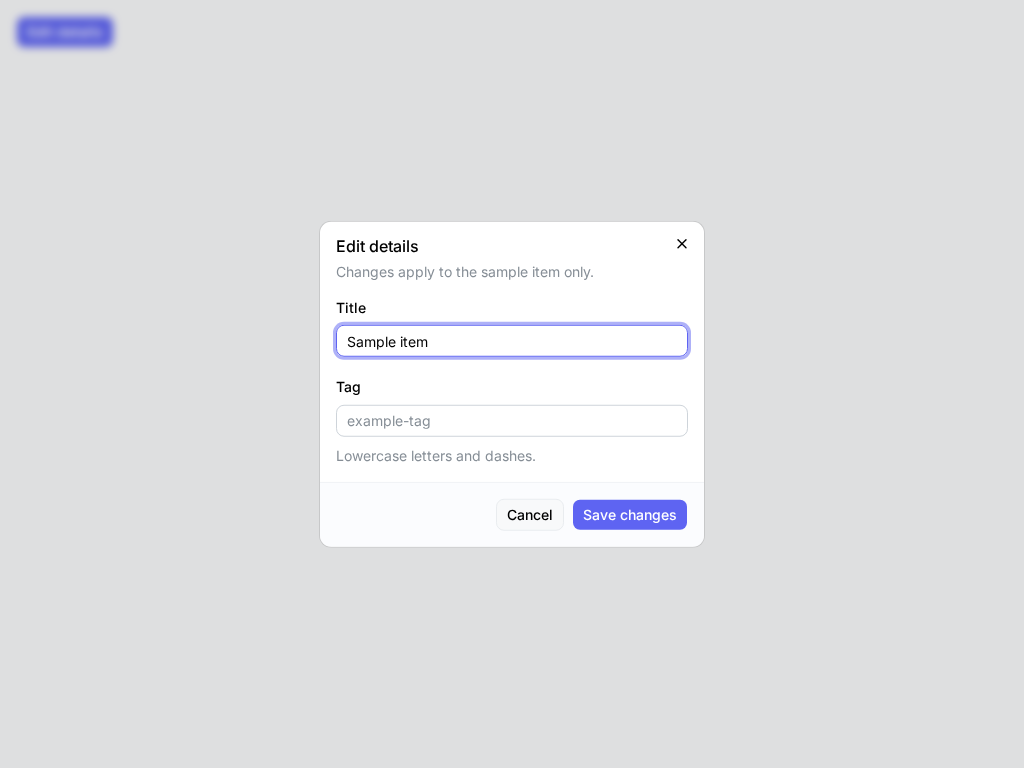 Edit details
Changes apply to the sample item only.
Title
Sample item
Tag
example-tag
Lowercase letters and dashes.
Cancel
Save changes